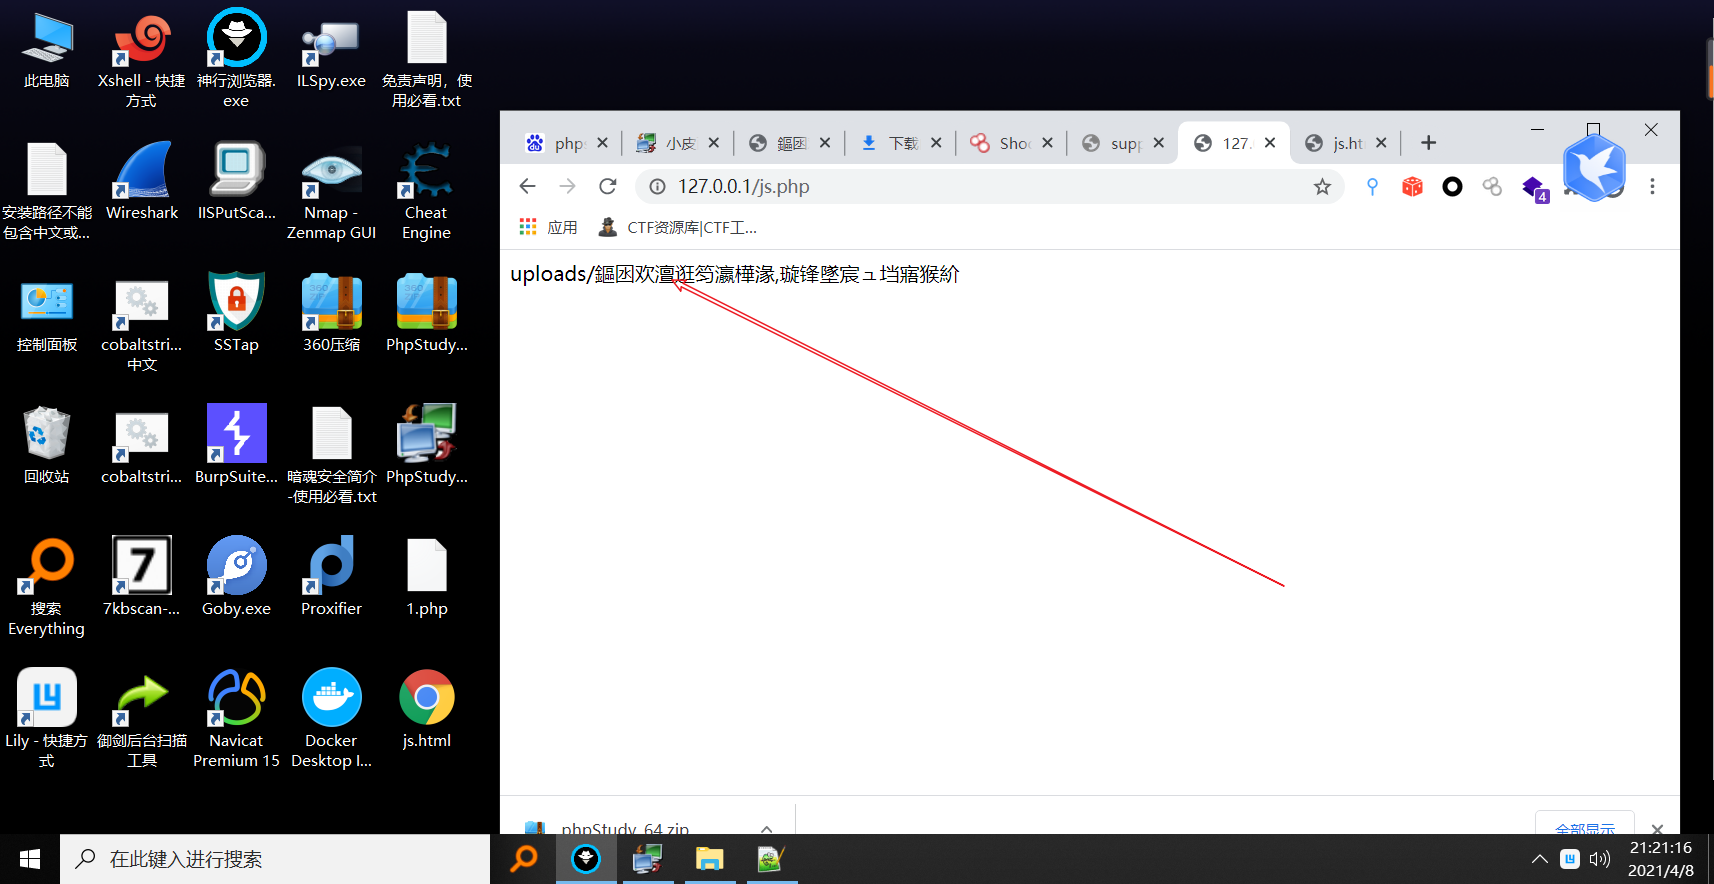 此电脑
Xshell - 快捷
方式
神行浏览器.
exe
ILSpy.exe
免责声明，使
用必看.txt
安装路径不能
包含中文或...
Wireshark
IISPutSca...
Nmap -
Zenmap GUI
Cheat
Engine
控制面板
cobaltstri...
中文
SSTap
360压缩
PhpStudy...
回收站
cobaltstri...
BurpSuite...
暗魂安全简介
-使用必看.txt
PhpStudy...
搜索
Everything
7kbscan-...
Goby.exe
Proxifier
1.php
Lily - 快捷方
式
御剑后台扫描
工具
Navicat
Premium 15
Docker
Desktop I...
js.html
php
小皮
鏂囦
下载
Sho
supp
127.
js.ht
127.0.0.1/js.php
4
应用
CTF资源库|CTF工...
uploads/鏂囦欢澶逛笉瀛樺湪,璇锋墜宸ュ垱寤猴紒
phpStudy_64.zip
全部显示
在此键入进行搜索
21:21:16
2021/4/8